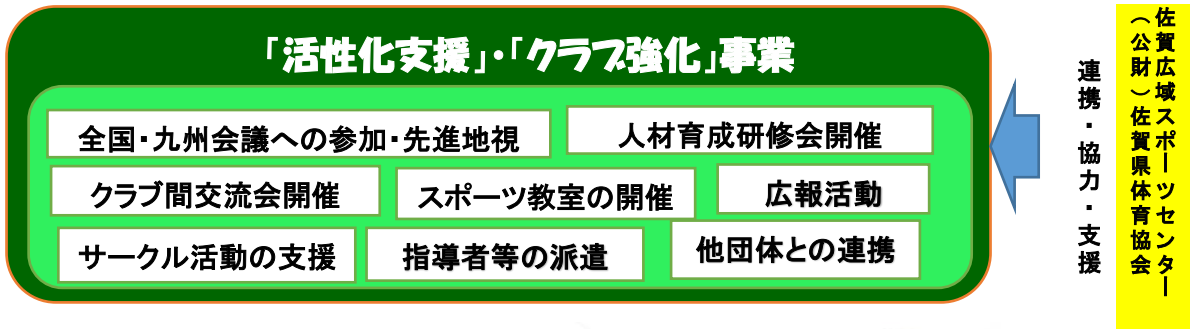 「活性化支援」・「クラブ強化」事業
全国・九州会議への参加・先進地視
人材育成研修会開催
クラブ間交流会開催
スポーツ教室の開催
広報活動
サークル活動の支援
指導者等の派遣
他団体との連携
連携・協力・支援
佐賀広域スポーツセンター
（公財）佐賀県体育協会